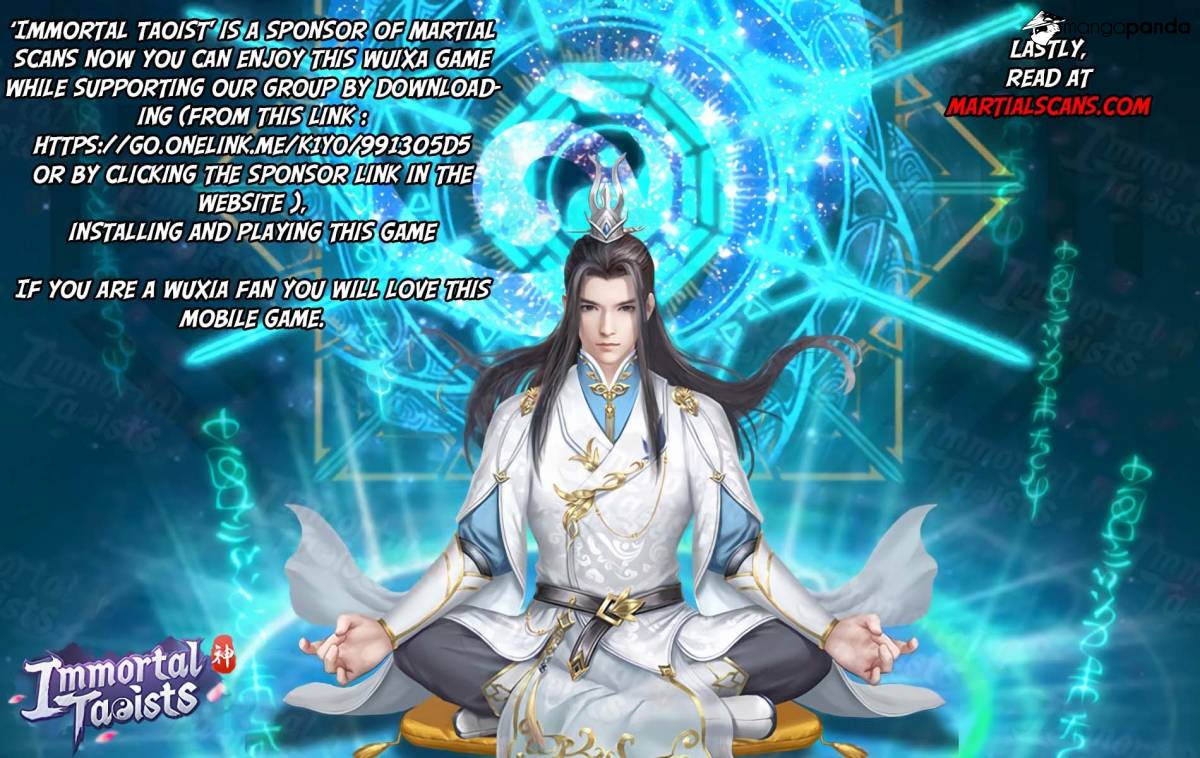 'IMMORTAL TAOIST' IS A SPONSOR OF MARTIAL
SCANS NOW YOU CAN ENJOY THIS WUIXA GAME
WHILE SUPPORTING OUR GROUP BY DOWNLOAD-
ING (FROM THIS LINK :
HTTPS://GO.ONELINK.ME/K1YO/991305D5
OR BY CLICKING THE SPONSOR LINK IN THE
WEBSITE ),
INSTALLING AND PLAYING THIS GAME
IF YOU ARE A WUXIA FAN YOU WILL LOVE THIS
MOBILE GAME.
mangapanda
LASTLY,
READ AT
MARTIALSCANS.COM
Immortal
Taoists
神